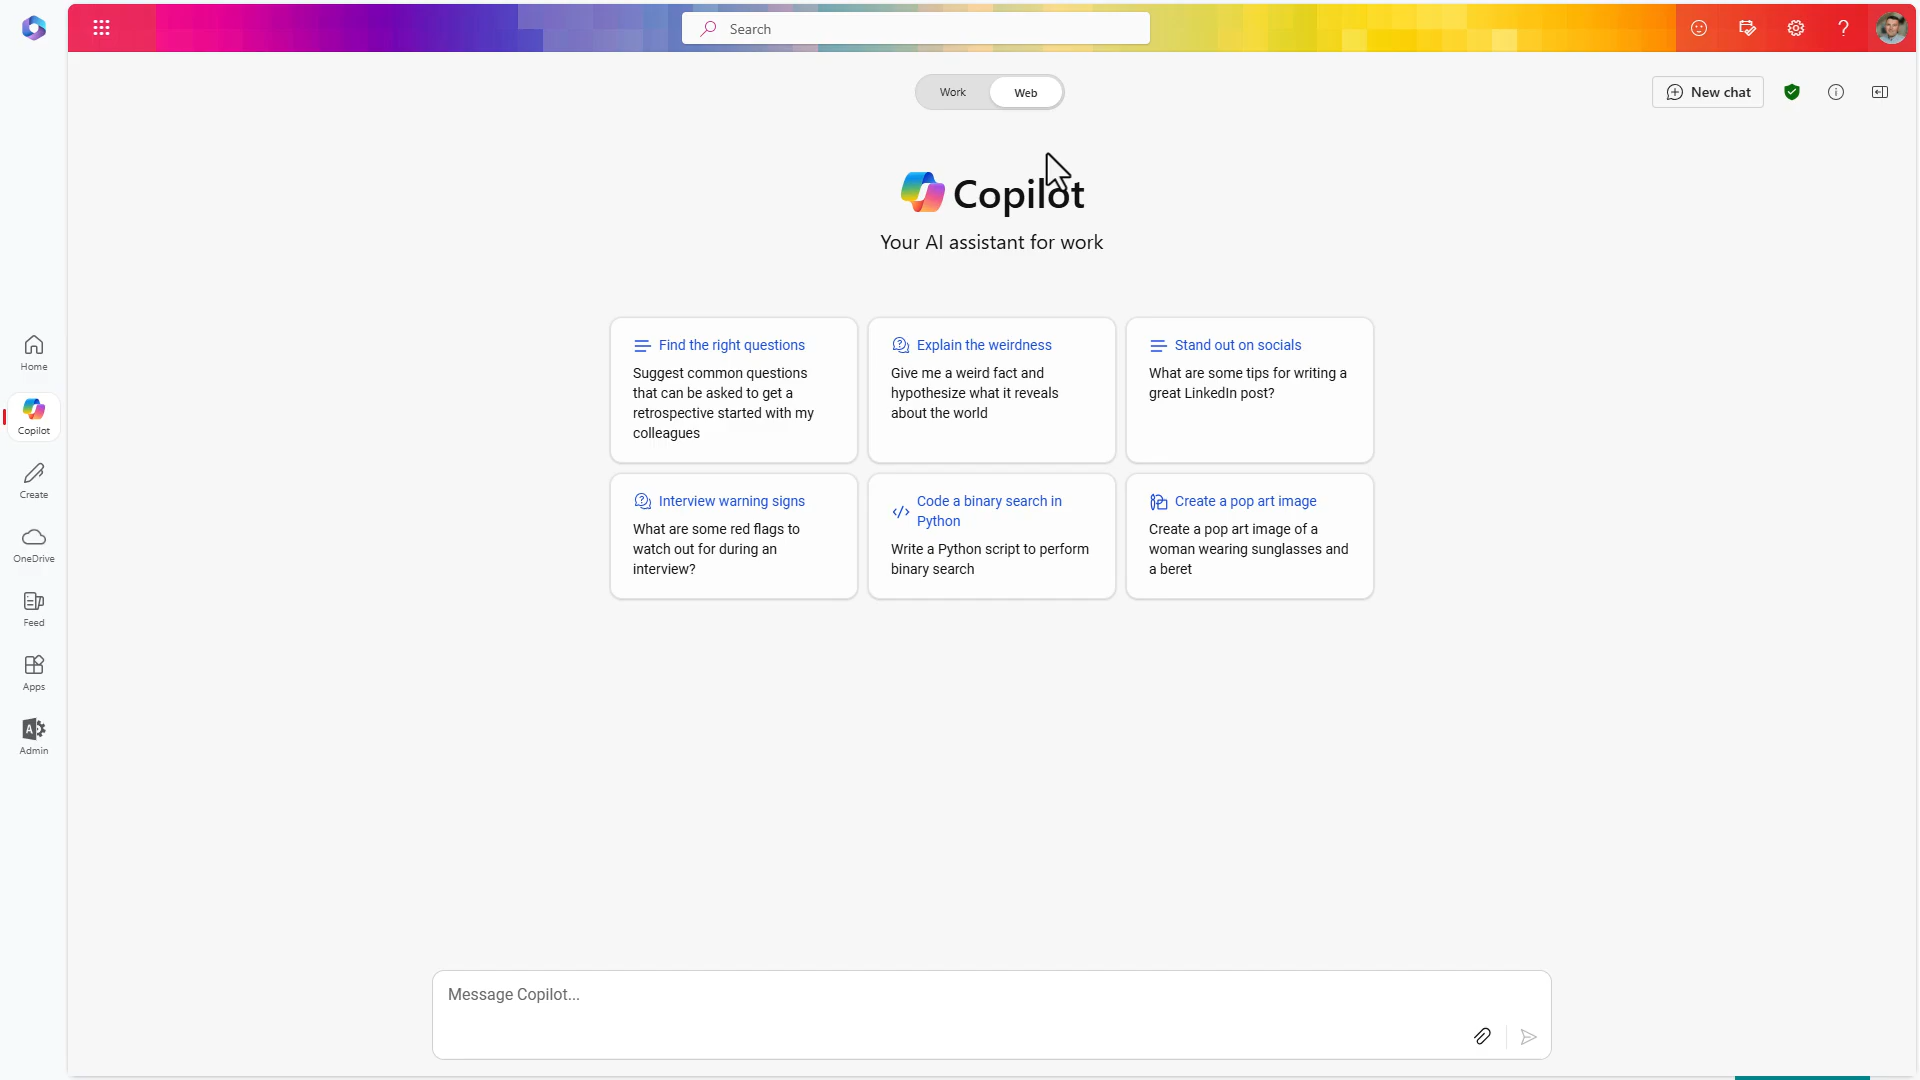 Search
Work
Web
New chat
Copilot
Your AI assistant for work
Home
Copilot
Create
OneDrive
Feed
Apps
Admin
Find the right questions
Suggest common questions
that can be asked to get a
retrospective started with my
colleagues
Explain the weirdness
Give me a weird fact and
hypothesize what it reveals
about the world
Stand out on socials
What are some tips for writing a
great LinkedIn post?
Interview warning signs
What are some red flags to
watch out for during an
interview?
Code a binary search in
Python
Write a Python script to perform
binary search
Create a pop art image
Create a pop art image of a
woman wearing sunglasses and
a beret
Message Copilot...